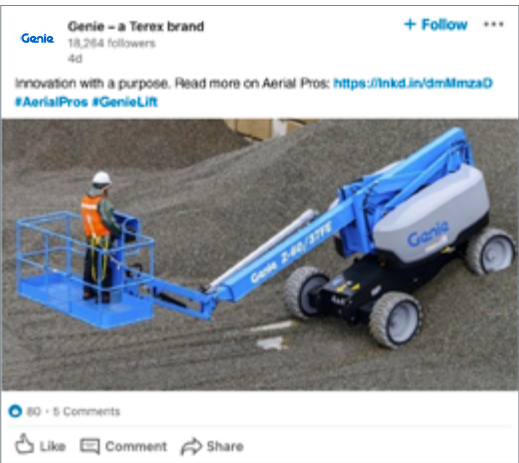 Genie
Genie – a Terex brand
18,264 followers
4d
+ Follow
Innovation with a purpose. Read more on Aerial Pros: https://lnkd.in/dmMmzaD
#AerialPros #GenieLift
Genie Z-60/37FE
Genie
80 · 5 Comments
Like
Comment
Share